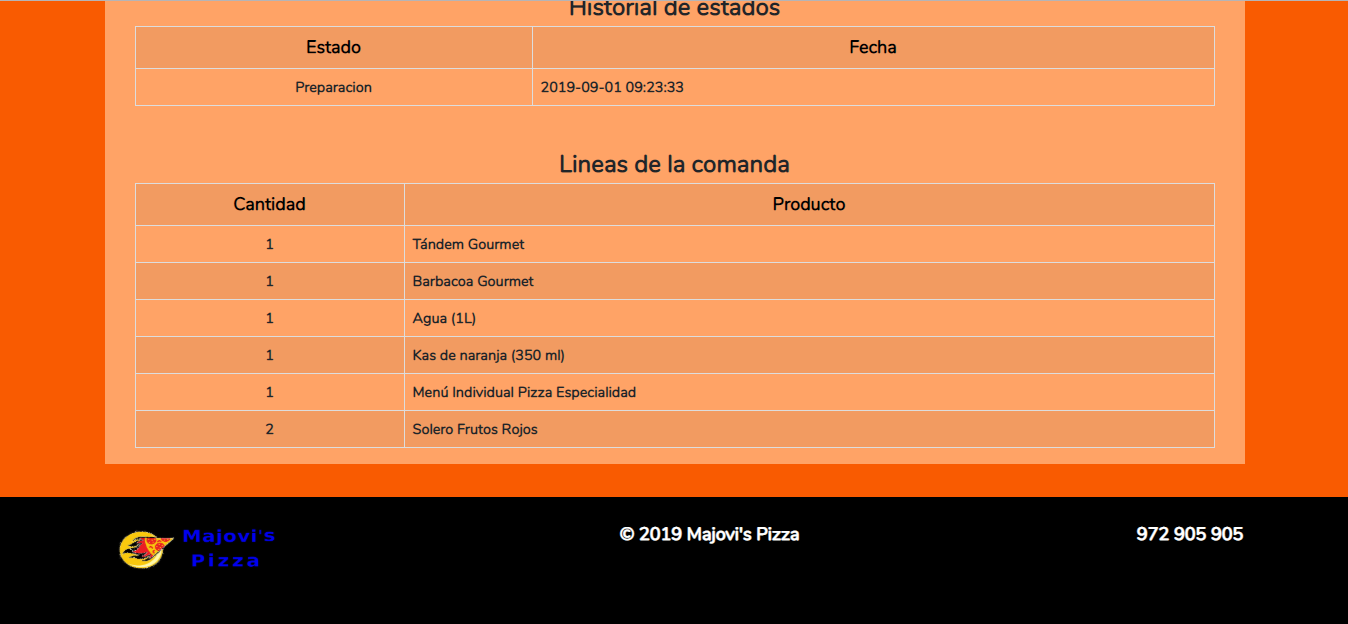 Historial de estados
Estado Fecha
Preparacion 2019-09-01 09:23:33
Lineas de la comanda
Cantidad Producto
1 Tándem Gourmet
1 Barbacoa Gourmet
1 Agua (1L)
1 Kas de naranja (350 ml)
1 Menú Individual Pizza Especialidad
2 Solero Frutos Rojos
Majovi's
Pizza
© 2019 Majovi's Pizza
972 905 905